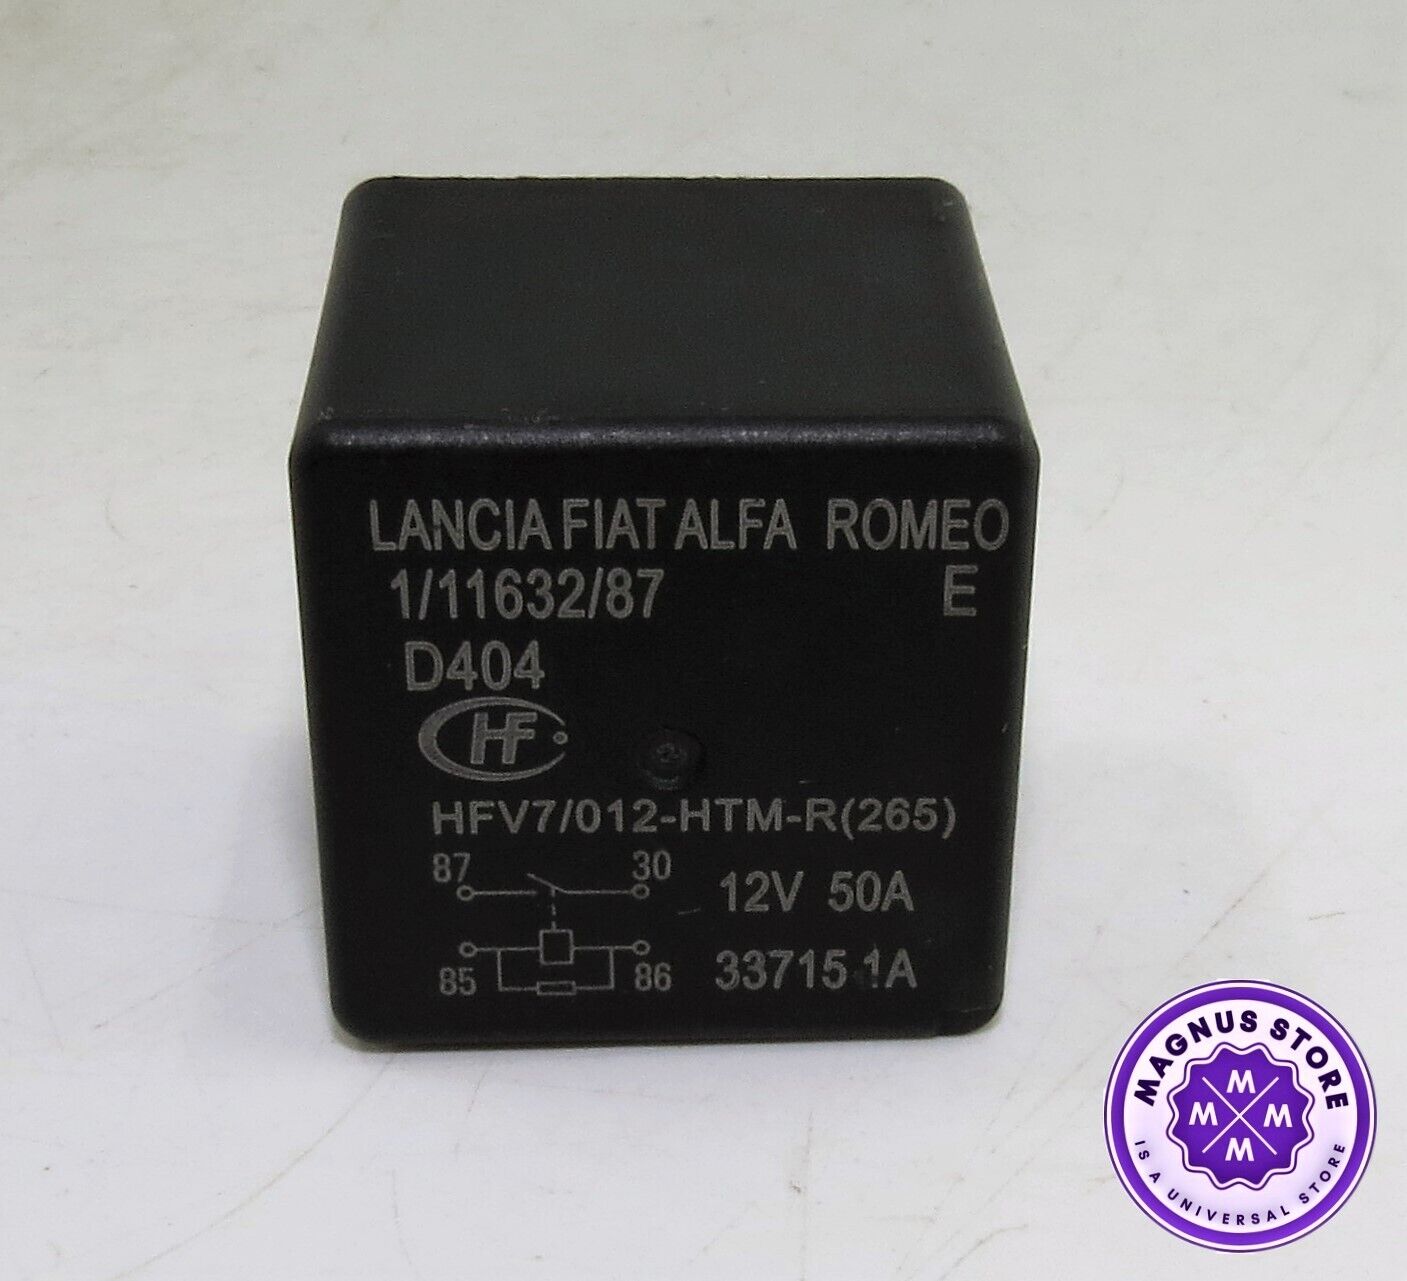 LANCIA FIAT ALFA ROMEO
1/11632/87 E
D404
HF
HFV7/012-HTM-R(265)
87 30
12V 50A
85 86
33715 1A
MAGNUS STORE
M
M M
M
IS A UNIVERSAL STORE